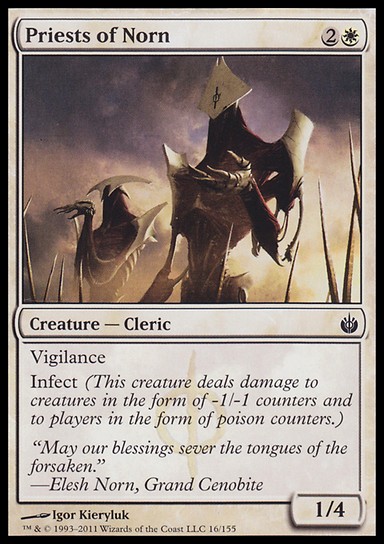 Priests of Norn 2
Creature — Cleric
Vigilance
Infect (This creature deals damage to
creatures in the form of -1/-1 counters and
to players in the form of poison counters.)
“May our blessings sever the tongues of the
forsaken.”
—Elesh Norn, Grand Cenobite
Igor Kieryluk
™ & © 1993–2011 Wizards of the Coast LLC 16/155
1/4